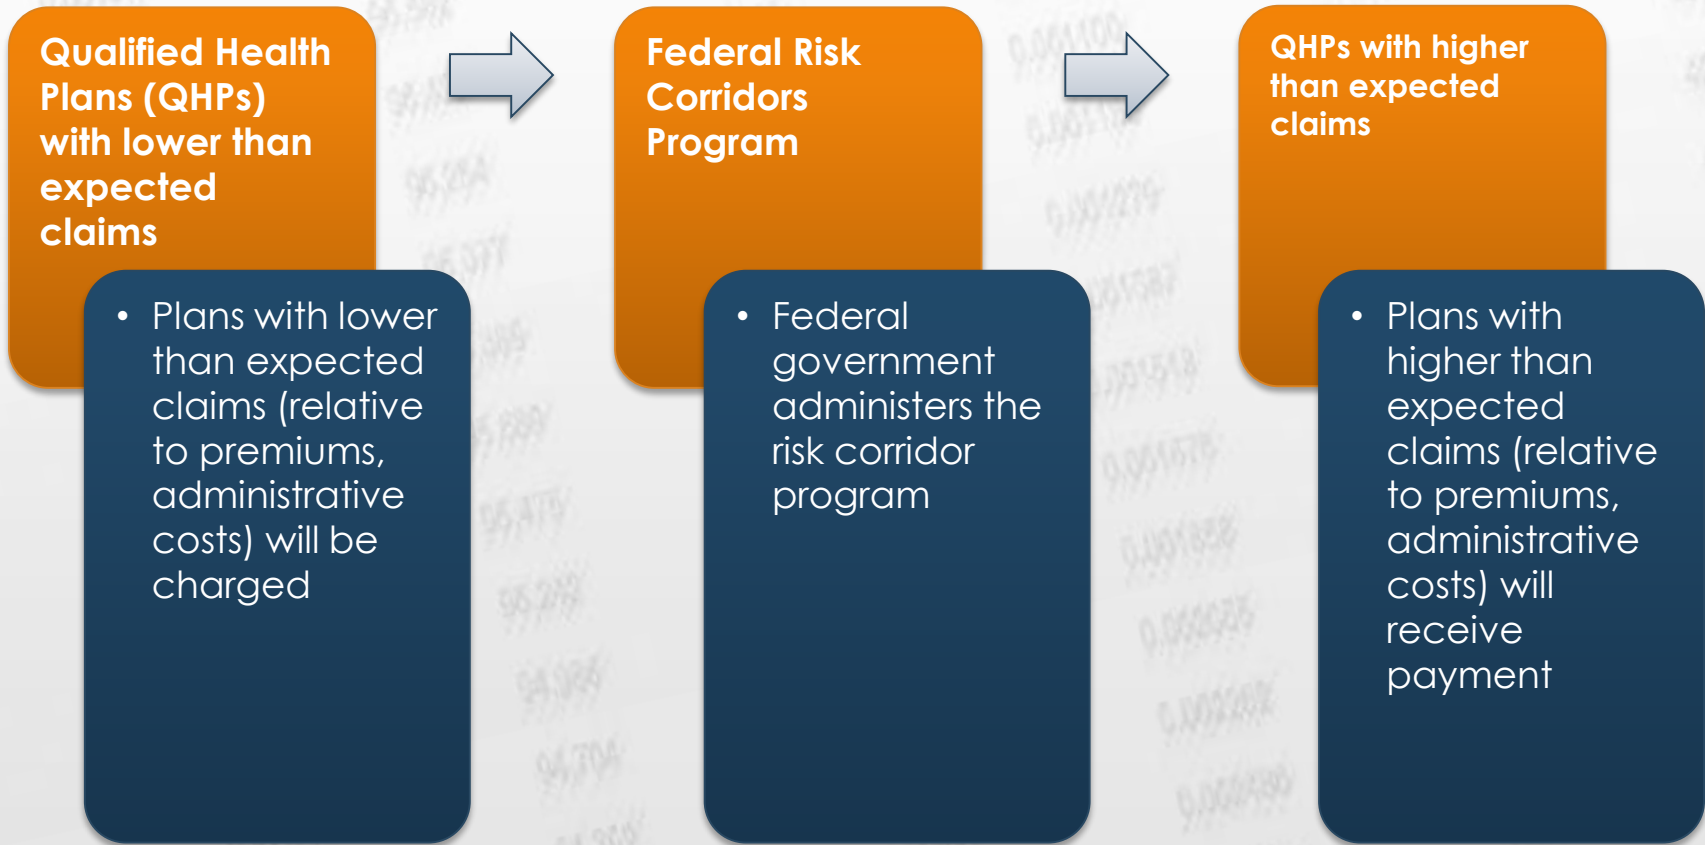 Qualified Health
Plans (QHPs)
with lower than
expected
claims
• Plans with lower
than expected
claims (relative
to premiums,
administrative
costs) will be
charged
Federal Risk
Corridors
Program
• Federal
government
administers the
risk corridor
program
QHPs with higher
than expected
claims
• Plans with
higher than
expected
claims (relative
to premiums,
administrative
costs) will
receive
payment